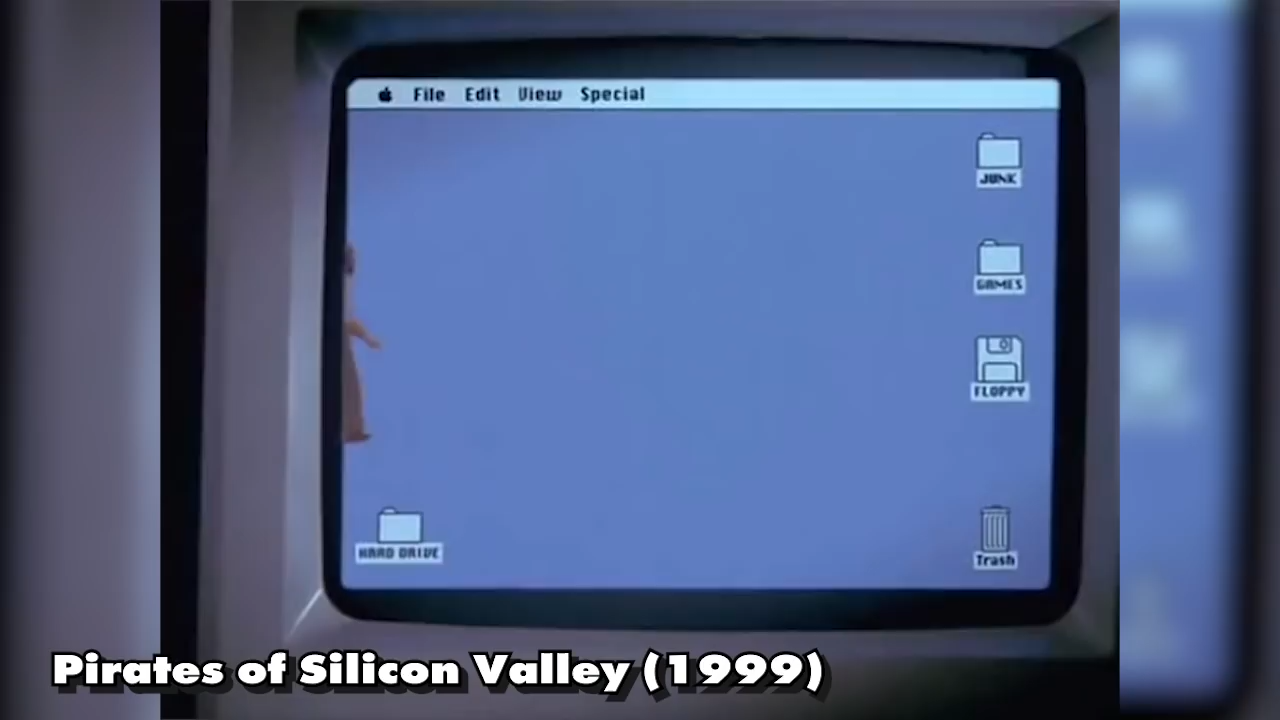 File Edit View Special
JUNK
GAMES
FLOPPY
HARD DRIVE
Trash
Pirates of Silicon Valley (1999)